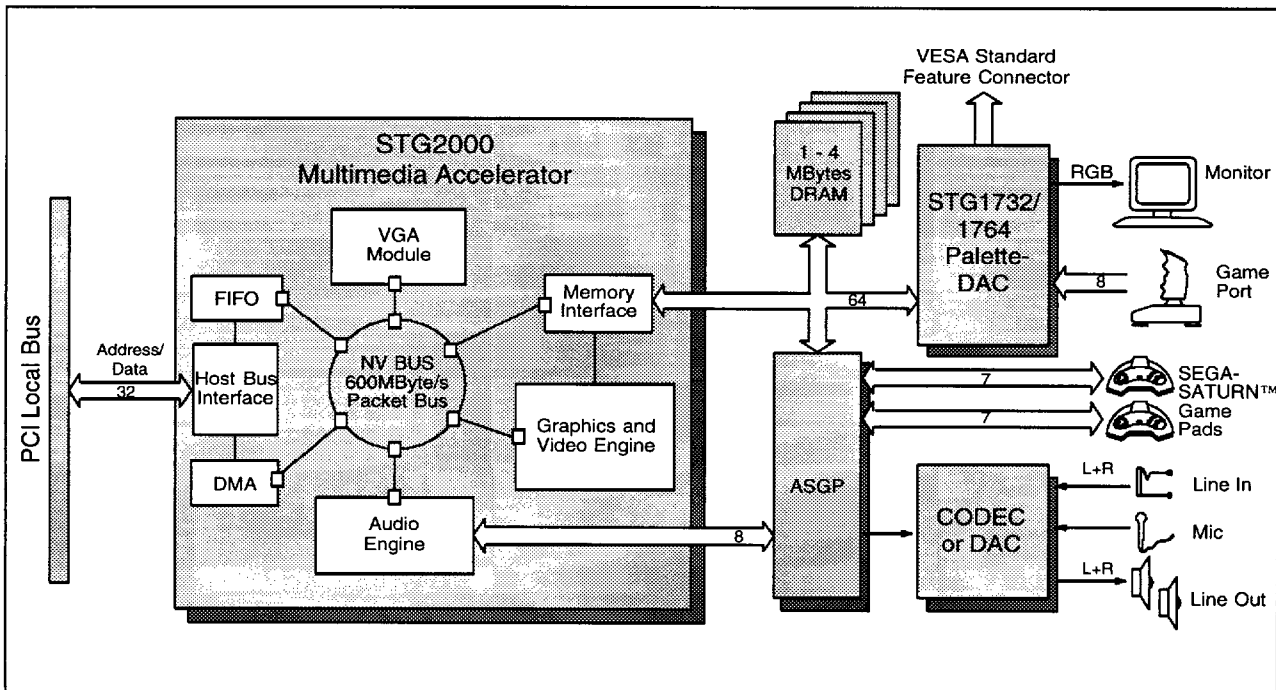 VESA Standard
Feature Connector
STG2000
Multimedia Accelerator
1 - 4
MBytes
DRAM
STG1732/
1764
Palette-
DAC
RGB
Monitor
8
Game
Port
VGA
Module
FIFO
Memory
Interface
64
PCI Local Bus
Address/
Data
32
Host Bus
Interface
NV BUS
600MByte/s
Packet Bus
Graphics and
Video Engine
DMA
Audio
Engine
8
ASGP
7
7
SEGA-
SATURN™
Game
Pads
CODEC
or DAC
L+R
Line In
Mic
L+R
Line Out